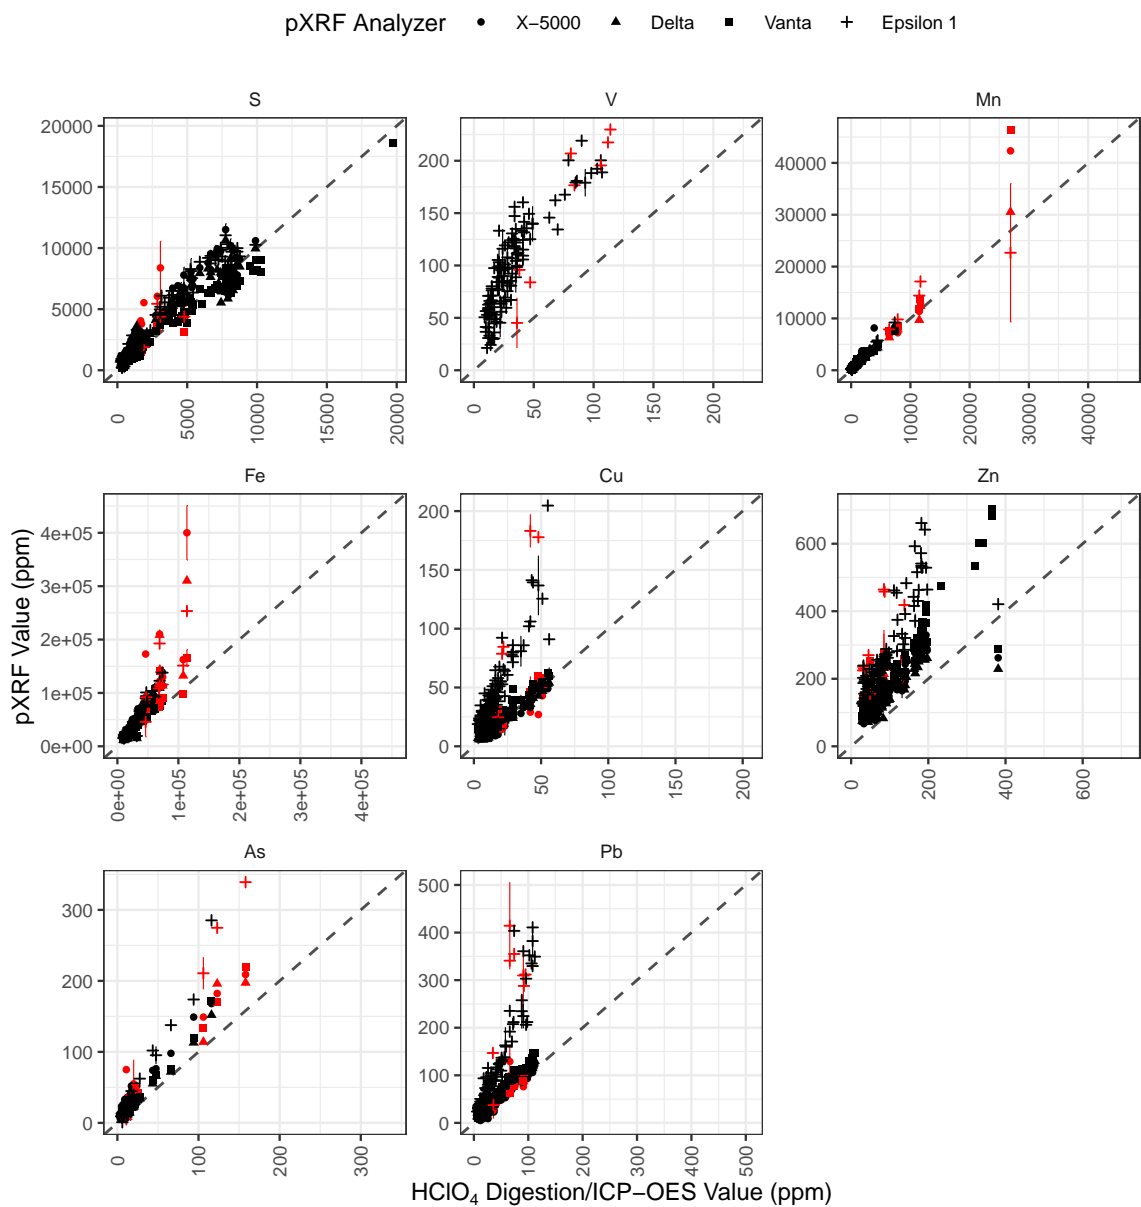 pXRF Analyzer X−5000 Delta Vanta Epsilon 1
S V Mn
20000
15000
10000
5000
0
0 5000 10000 15000 20000
200
150
100
50
0
0 50 100 150 200
40000
30000
20000
10000
0
0 10000 20000 30000 40000
Fe Cu Zn
pXRF Value (ppm)
4e+05
3e+05
2e+05
1e+05
0e+00
0e+00 1e+05 2e+05 3e+05 4e+05
200
150
100
50
0
0 50 100 150 200
600
400
200
0
0 200 400 600
As Pb
300
200
100
0
0 100 200 300
500
400
300
200
100
0
0 100 200 300 400 500
HClO₄ Digestion/ICP−OES Value (ppm)